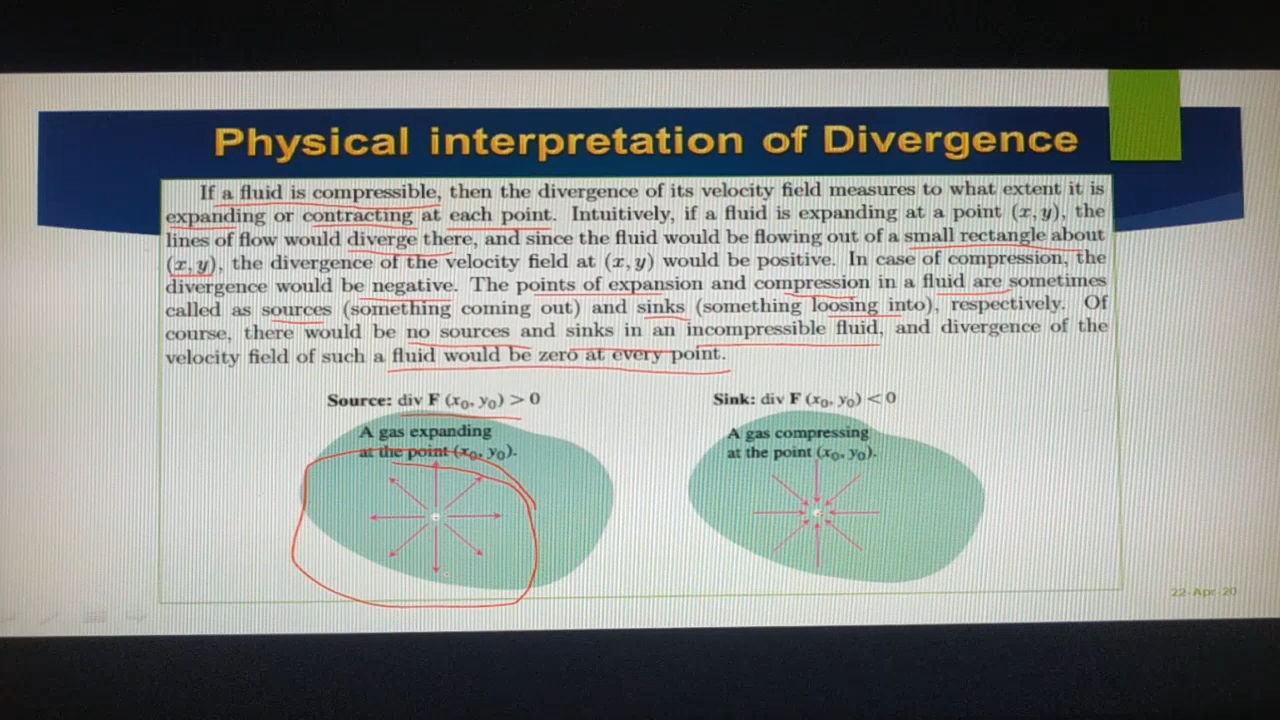 Physical interpretation of Divergence
If a fluid is compressible, then the divergence of its velocity field measures to what extent it is
expanding or contracting at each point. Intuitively, if a fluid is expanding at a point (x, y), the
lines of flow would diverge there, and since the fluid would be flowing out of a small rectangle about
(x, y), the divergence of the velocity field at (x, y) would be positive. In case of compression, the
divergence would be negative. The points of expansion and compression in a fluid are sometimes
called as sources (something coming out) and sinks (something loosing into), respectively. Of
course, there would be no sources and sinks in an incompressible fluid, and divergence of the
velocity field of such a fluid would be zero at every point.
Source: div F (x₀, y₀) > 0
A gas expanding
at the point (x₀, y₀).
Sink: div F (x₀, y₀) < 0
A gas compressing
at the point (x₀, y₀).
22-Apr-20